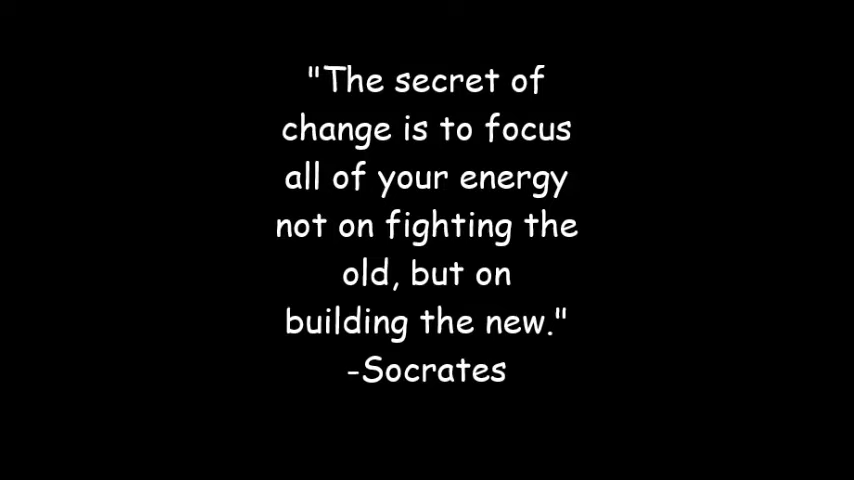 "The secret of
change is to focus
all of your energy
not on fighting the
old, but on
building the new."
-Socrates